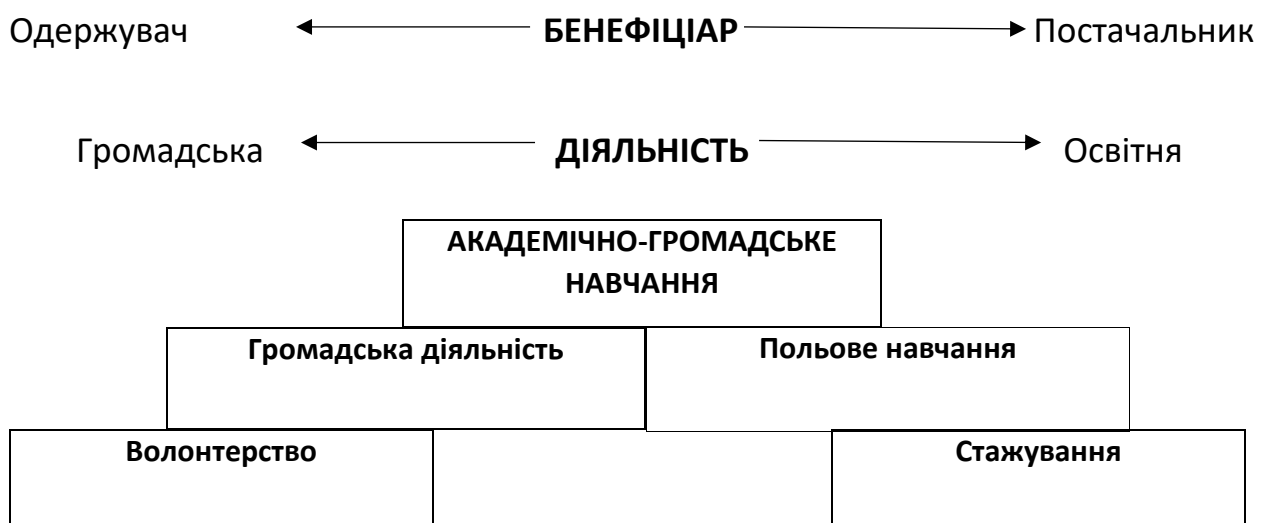 Одержувач БЕНЕФІЦІАР Постачальник
Громадська ДІЯЛЬНІСТЬ Освітня
АКАДЕМІЧНО-ГРОМАДСЬКЕ
НАВЧАННЯ
Громадська діяльність Польове навчання
Волонтерство Стажування